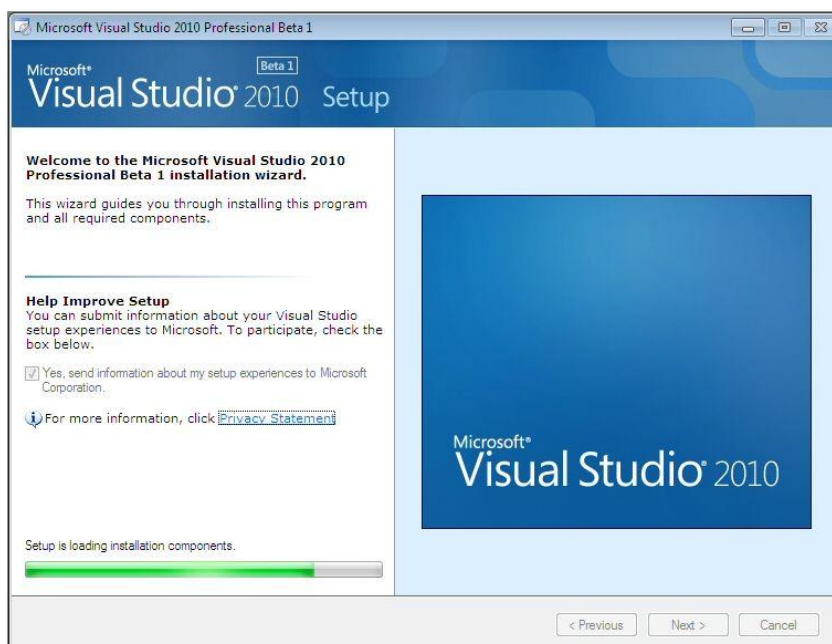 Microsoft Visual Studio 2010 Professional Beta 1
Microsoft®
Beta 1
Visual Studio® 2010 Setup
Welcome to the Microsoft Visual Studio 2010
Professional Beta 1 installation wizard.
This wizard guides you through installing this program
and all required components.
Help Improve Setup
You can submit information about your Visual Studio
setup experiences to Microsoft. To participate, check the
box below.
Yes, send information about my setup experiences to Microsoft
Corporation.
For more information, click Privacy Statement
Setup is loading installation components.
Microsoft®
Visual Studio® 2010
< Previous
Next >
Cancel